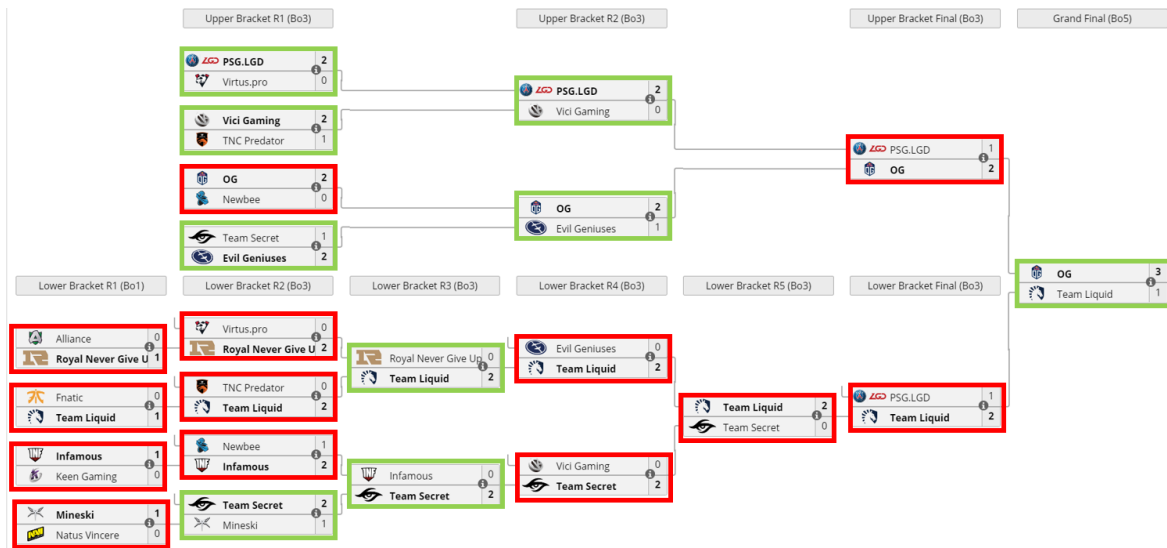 Upper Bracket R1 (Bo3)
Upper Bracket R2 (Bo3)
Upper Bracket Final (Bo3)
Grand Final (Bo5)
LGD PSG.LGD 2
Virtus.pro 0
Vici Gaming 2
TNC Predator 1
OG 2
Newbee 0
Team Secret 1
Evil Geniuses 2
LGD PSG.LGD 2
Vici Gaming 0
OG 2
Evil Geniuses 1
LGD PSG.LGD 1
OG 2
OG 3
Team Liquid 1
Lower Bracket R1 (Bo1)
Lower Bracket R2 (Bo3)
Lower Bracket R3 (Bo3)
Lower Bracket R4 (Bo3)
Lower Bracket R5 (Bo3)
Lower Bracket Final (Bo3)
Alliance 0
Royal Never Give U 1
Fnatic 0
Team Liquid 1
Infamous 1
Keen Gaming 0
Mineski 1
Natus Vincere 0
Virtus.pro 0
Royal Never Give U 2
TNC Predator 0
Team Liquid 2
Newbee 1
Infamous 2
Team Secret 2
Mineski 1
Royal Never Give Up 0
Team Liquid 2
Infamous 0
Team Secret 2
Evil Geniuses 0
Team Liquid 2
Vici Gaming 0
Team Secret 2
Team Liquid 2
Team Secret 0
LGD PSG.LGD 1
Team Liquid 2